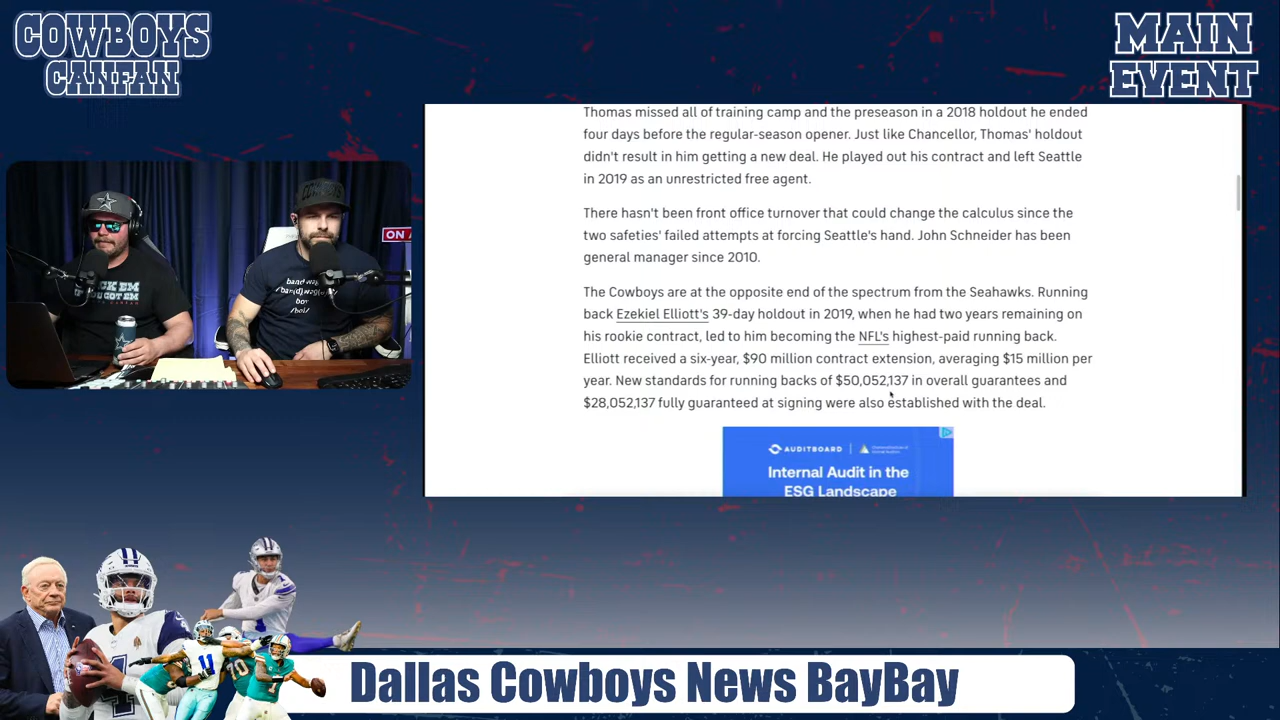 COWBOYS
CANFAN
MAIN
EVENT
Thomas missed all of training camp and the preseason in a 2018 holdout he ended
four days before the regular-season opener. Just like Chancellor, Thomas' holdout
didn't result in him getting a new deal. He played out his contract and left Seattle
in 2019 as an unrestricted free agent.
There hasn't been front office turnover that could change the calculus since the
two safeties' failed attempts at forcing Seattle's hand. John Schneider has been
general manager since 2010.
The Cowboys are at the opposite end of the spectrum from the Seahawks. Running
back Ezekiel Elliott's 39-day holdout in 2019, when he had two years remaining on
his rookie contract, led to him becoming the NFL's highest-paid running back.
Elliott received a six-year, $90 million contract extension, averaging $15 million per
year. New standards for running backs of $50,052,137 in overall guarantees and
$28,052,137 fully guaranteed at signing were also established with the deal.
AUDITBOARD
Internal Audit in the
ESG Landscape
ON
4
11
1
Dallas Cowboys News BayBay